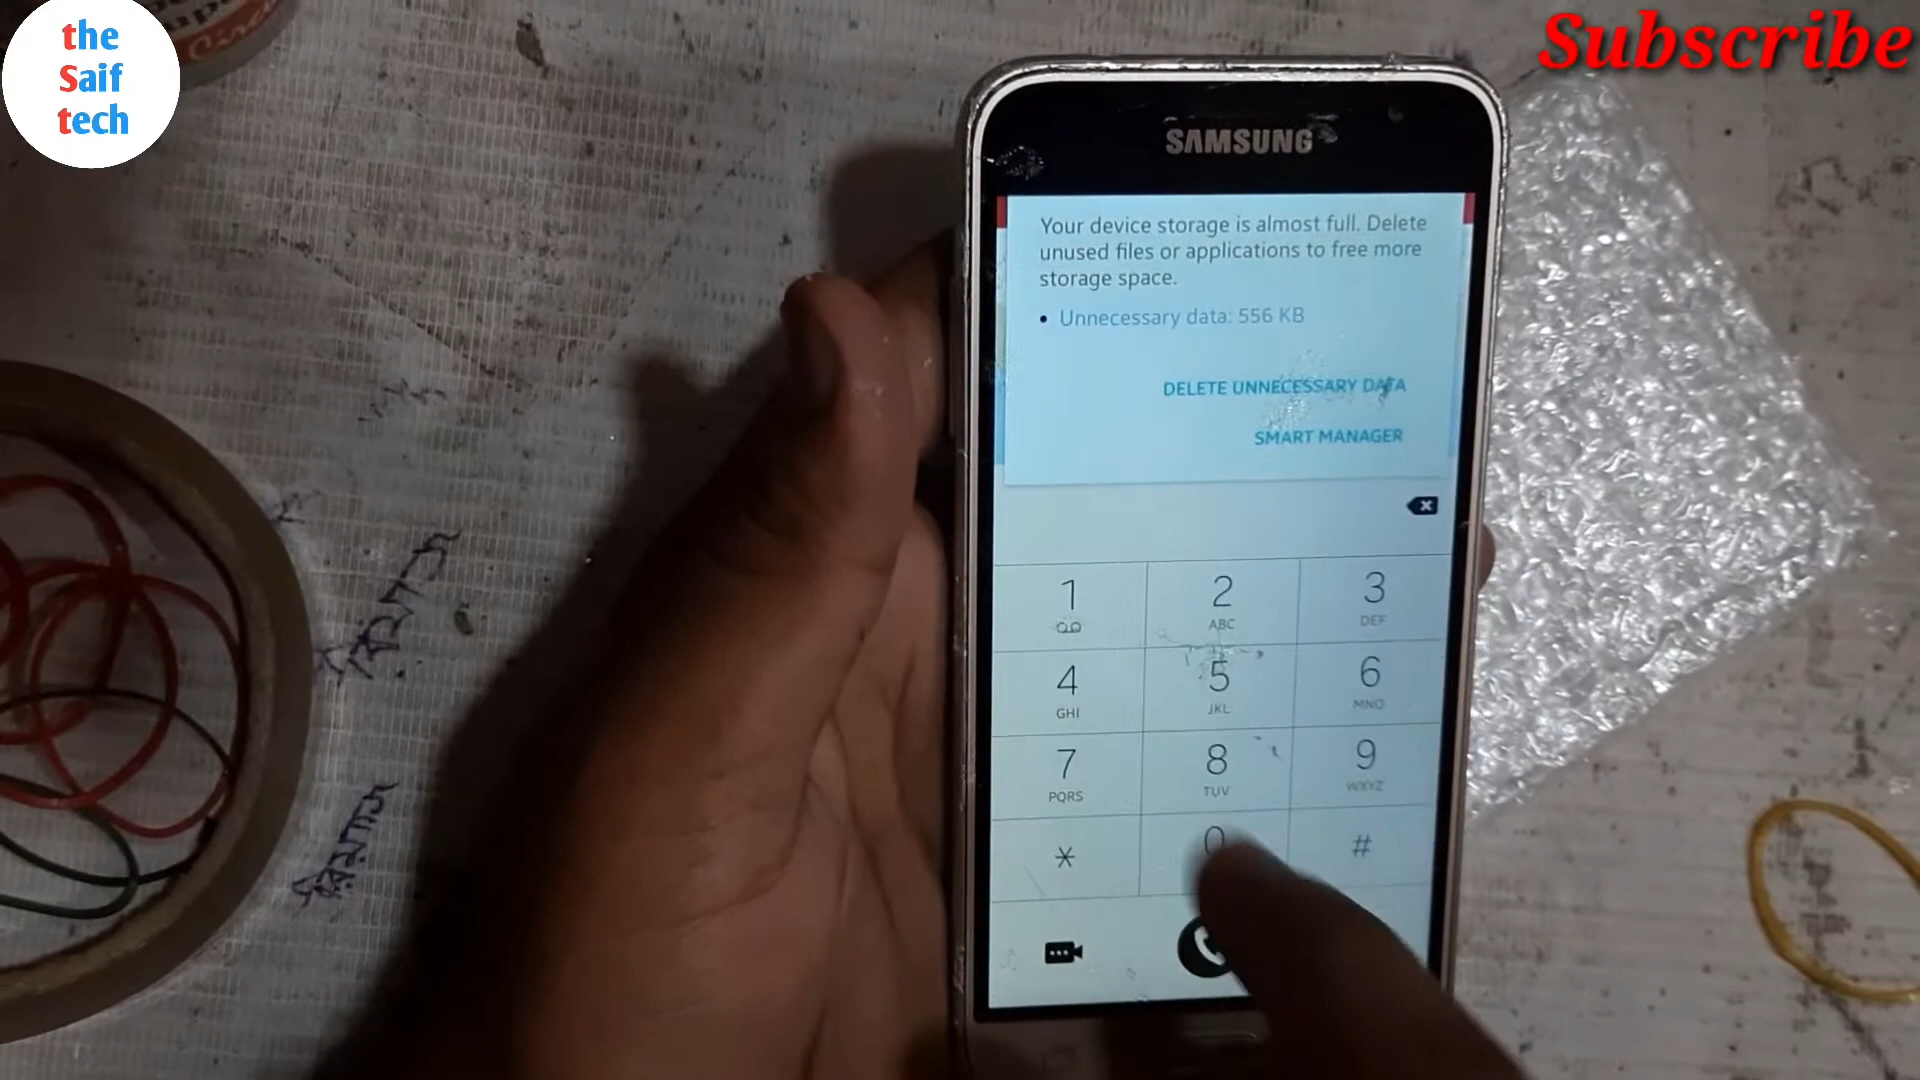 the
Saif
tech
Subscribe
SAMSUNG
Your device storage is almost full. Delete
unused files or applications to free more
storage space.
• Unnecessary data: 556 KB
DELETE UNNECESSARY DATA
SMART MANAGER
1 2 3
ABC DEF
4 5 6
GHI JKL MNO
7 8 9
PQRS TUV WXYZ
* 0 #